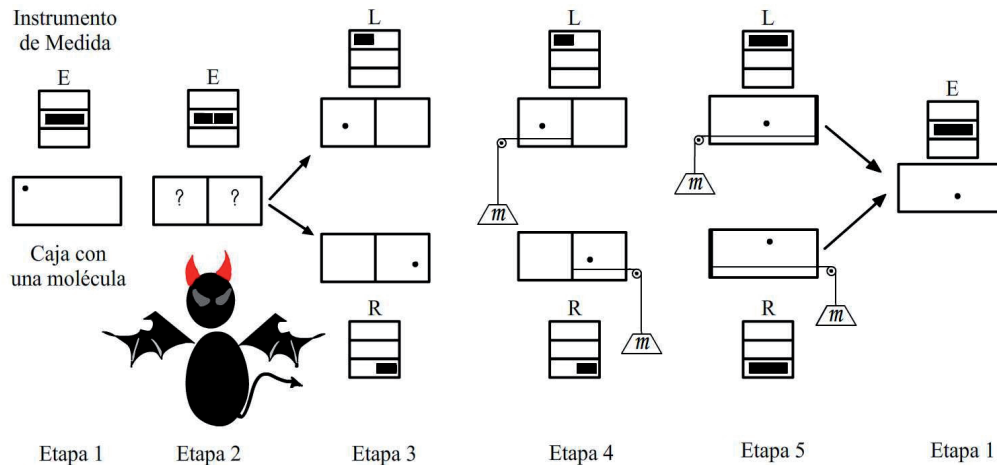 Instrumento
de Medida
E
E
L
L
L
E
? ?
m
m
Caja con
una molécula
R
R
m
R
m
Etapa 1
Etapa 2
Etapa 3
Etapa 4
Etapa 5
Etapa 1